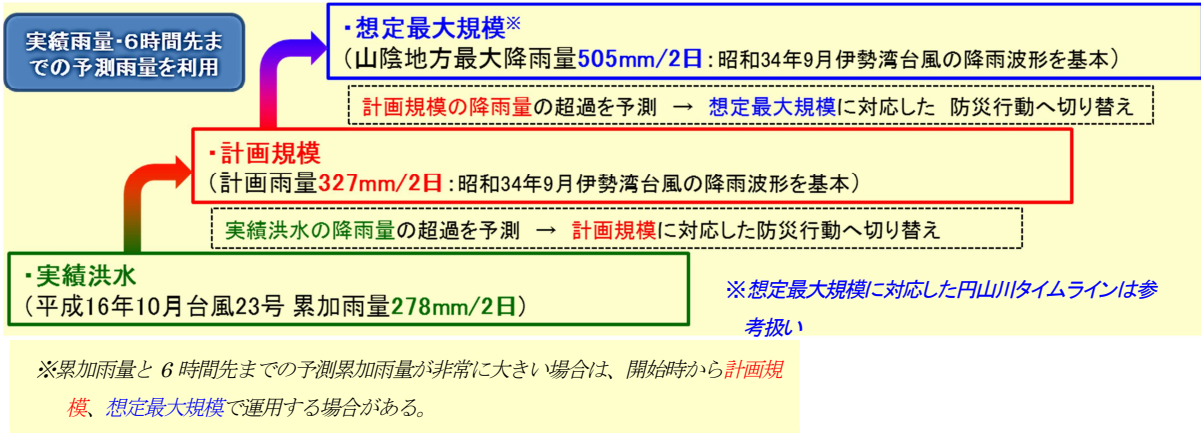 実績雨量・6時間先ま
での予測雨量を利用
・想定最大規模※
（山陰地方最大降雨量505mm/2日：昭和34年9月伊勢湾台風の降雨波形を基本）
計画規模の降雨量の超過を予測 → 想定最大規模に対応した 防災行動へ切り替え
・計画規模
（計画雨量327mm/2日：昭和34年9月伊勢湾台風の降雨波形を基本）
実績洪水の降雨量の超過を予測 → 計画規模に対応した防災行動へ切り替え
・実績洪水
（平成16年10月台風23号 累加雨量278mm/2日）
※想定最大規模に対応した円山川タイムラインは参
考扱い
※累加雨量と 6 時間先までの予測累加雨量が非常に大きい場合は、開始時から計画規
模、想定最大規模で運用する場合がある。